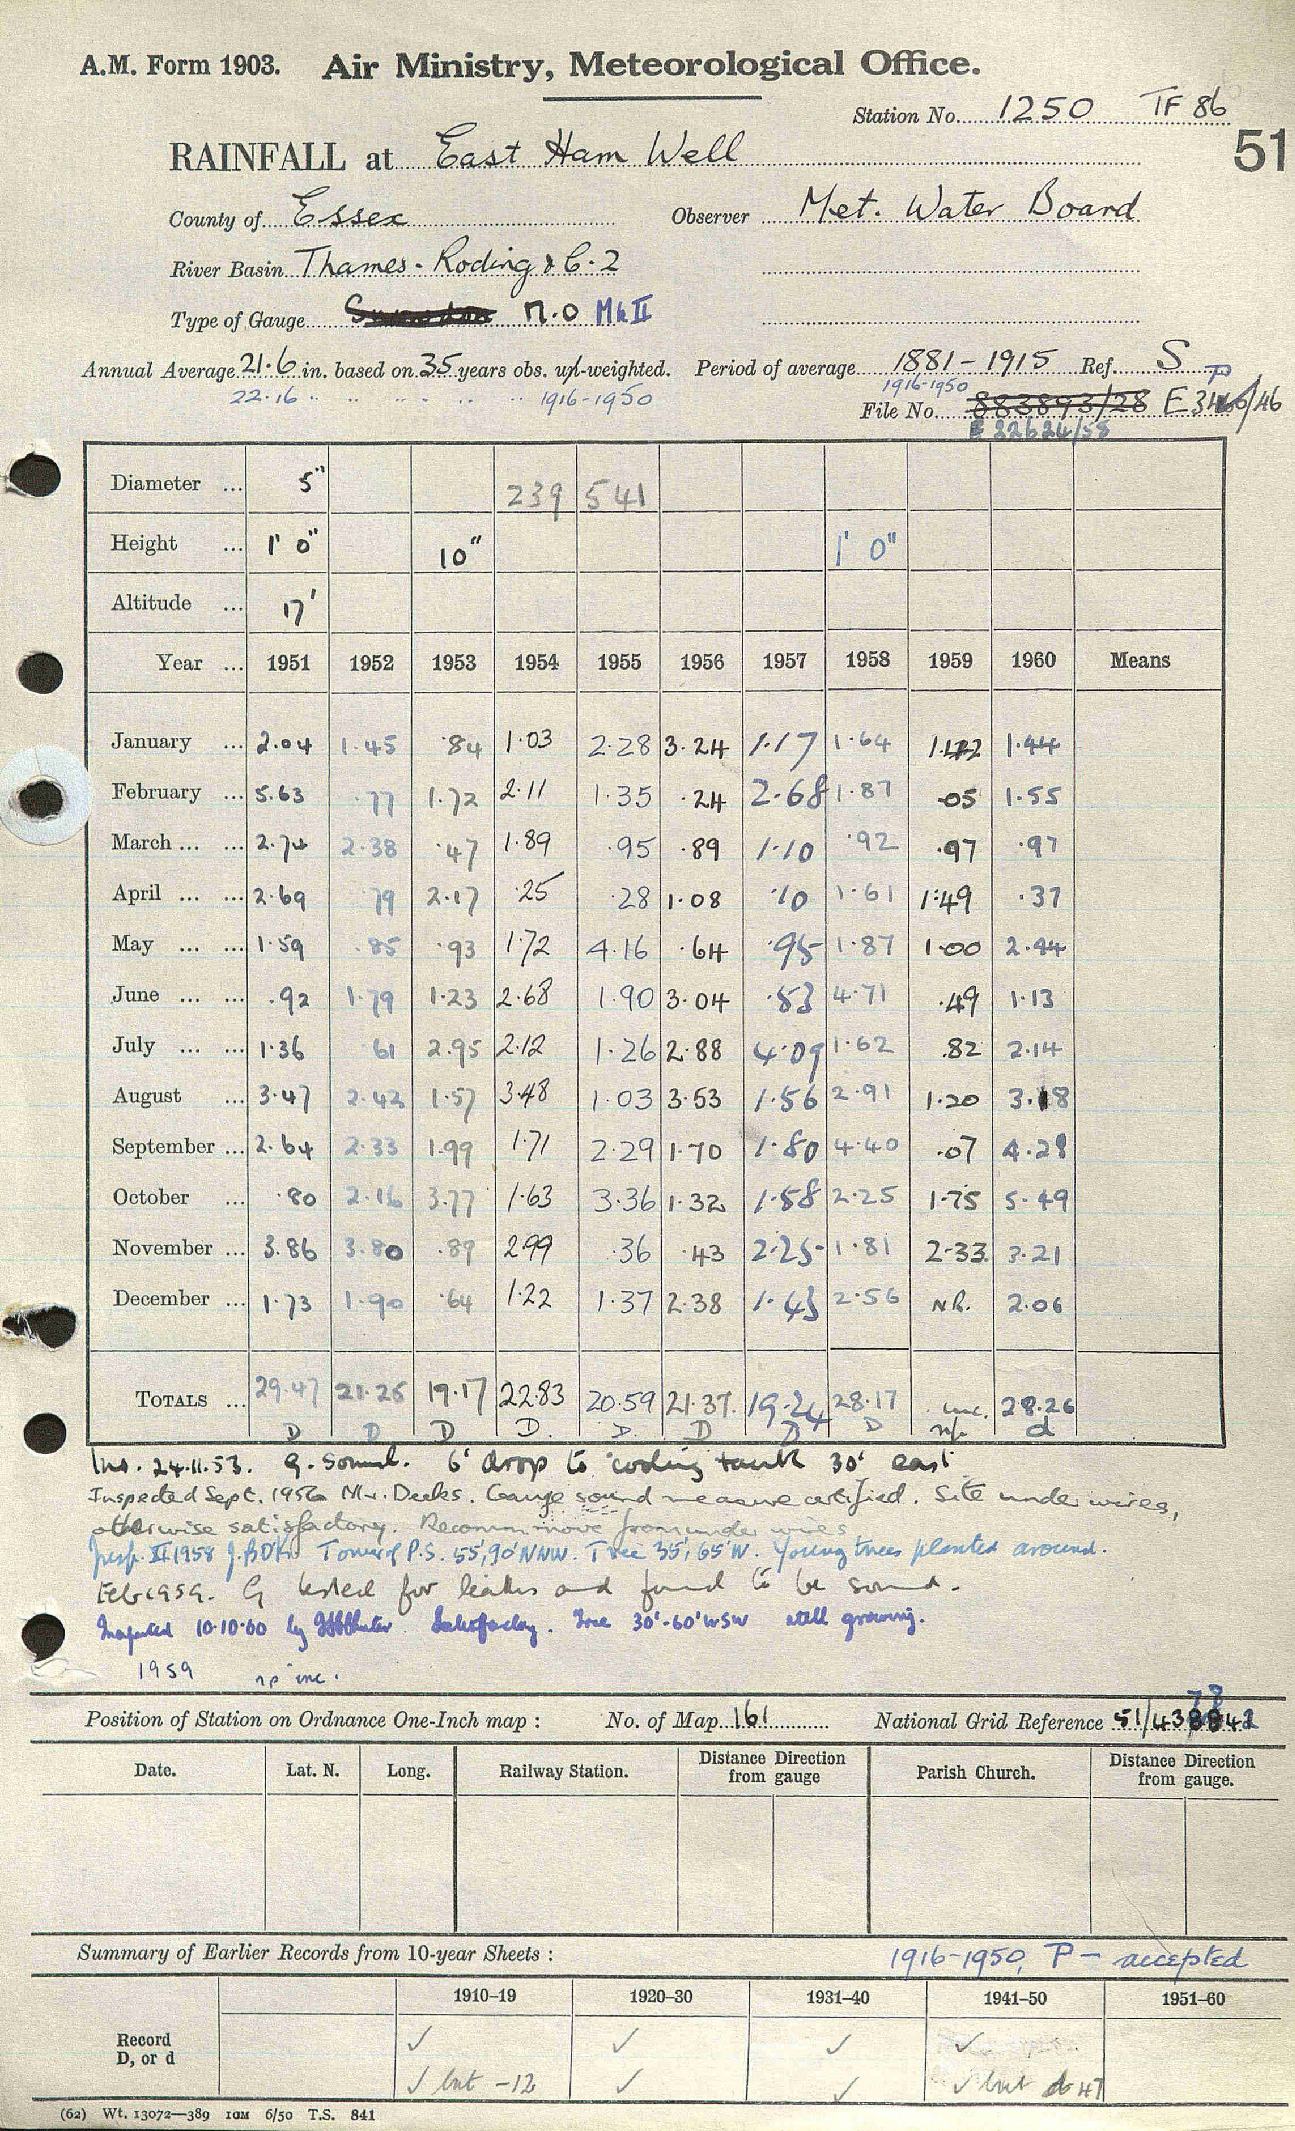 A.M. Form 1903. Air Ministry, Meteorological Office.
Station No. 1250 TF 86
51
RAINFALL at East Ham Well
County of Essex Observer Met. Water Board
River Basin Thames - Roding & C. 2
Type of Gauge M.O Mk II
Annual Average 21.6 in. based on 35 years obs. u/-weighted. Period of average 1881-1915 Ref. S
22.16 " " " " " 1916-1950 1916-1950 P
File No. 883893/28 E /46
E 22624/58
Diameter ... 5" 239 541
Height ... 1' 0" 10" 1' 0"
Altitude ... 17'
Year ... 1951 1952 1953 1954 1955 1956 1957 1958 1959 1960 Means
January ... 2.04 1.45 .84 1.03 2.28 3.24 1.17 1.64 1.44
February ... 5.63 .77 1.72 2.11 1.35 .24 2.68 1.87 .05 1.55
March ... ... 2.74 2.38 .47 1.89 .95 .89 1.10 .92 .97 .97
April ... ... 2.69 .79 2.17 .25 .28 1.08 .10 1.61 1.49 .37
May ... ... 1.59 .85 .93 1.72 4.16 .64 .95 1.87 1.00 2.44
June ... ... .92 1.79 1.23 2.68 1.90 3.04 .53 4.71 .49 1.13
July ... ... 1.36 .61 2.95 2.12 1.26 2.88 4.09 1.62 .82 2.14
August ... 3.47 2.42 1.57 3.48 1.03 3.53 1.56 2.91 1.20 3.18
September ... 2.64 2.33 1.99 1.71 2.29 1.70 1.80 4.40 .07 4.28
October ... .80 2.16 3.77 1.63 3.36 1.32 1.58 2.25 1.75 5.49
November ... 3.86 3.80 .89 2.99 .36 .43 2.25 1.81 2.33 3.21
December ... 1.73 1.90 .64 1.22 1.37 2.38 1.43 2.56 N.R. 2.06
TOTALS ... 29.47 21.25 19.17 22.83 20.59 21.37 19.24 28.17 inc. 28.26
D D D D. D. D D D np d
Ins. 24.11.53. G. sound. 6' drop to cooling tank 30' east
Inspected Sept. 1956 Mr. Deeks. Gauge sound measure certified. Site under wires,
otherwise satisfactory. Recomm move from under wires
Insp. XI 1958 Tower of P.S. 55', 90' NNW. Tree 35', 65' W. Young trees planted around.
Feb 1959. G tested for leaks and found to be sound.
Inspected 10.10.60 by Satisfactory. Tree 30'-60' WSW still growing.
1959 np inc.
Position of Station on Ordnance One-Inch map : No. of Map 161 National Grid Reference 51/43
Date. Lat. N. Long. Railway Station. Distance Direction from gauge Parish Church. Distance Direction from gauge.
Summary of Earlier Records from 10-year Sheets : 1916-1950, P - accepted
1910–19 1920–30 1931–40 1941–50 1951–60
Record ✓ ✓ ✓ ✓
D, or d ✓ but -12 ✓ ✓ ✓ but d 47
(62) Wt. 13072—389 10M 6/50 T.S. 841